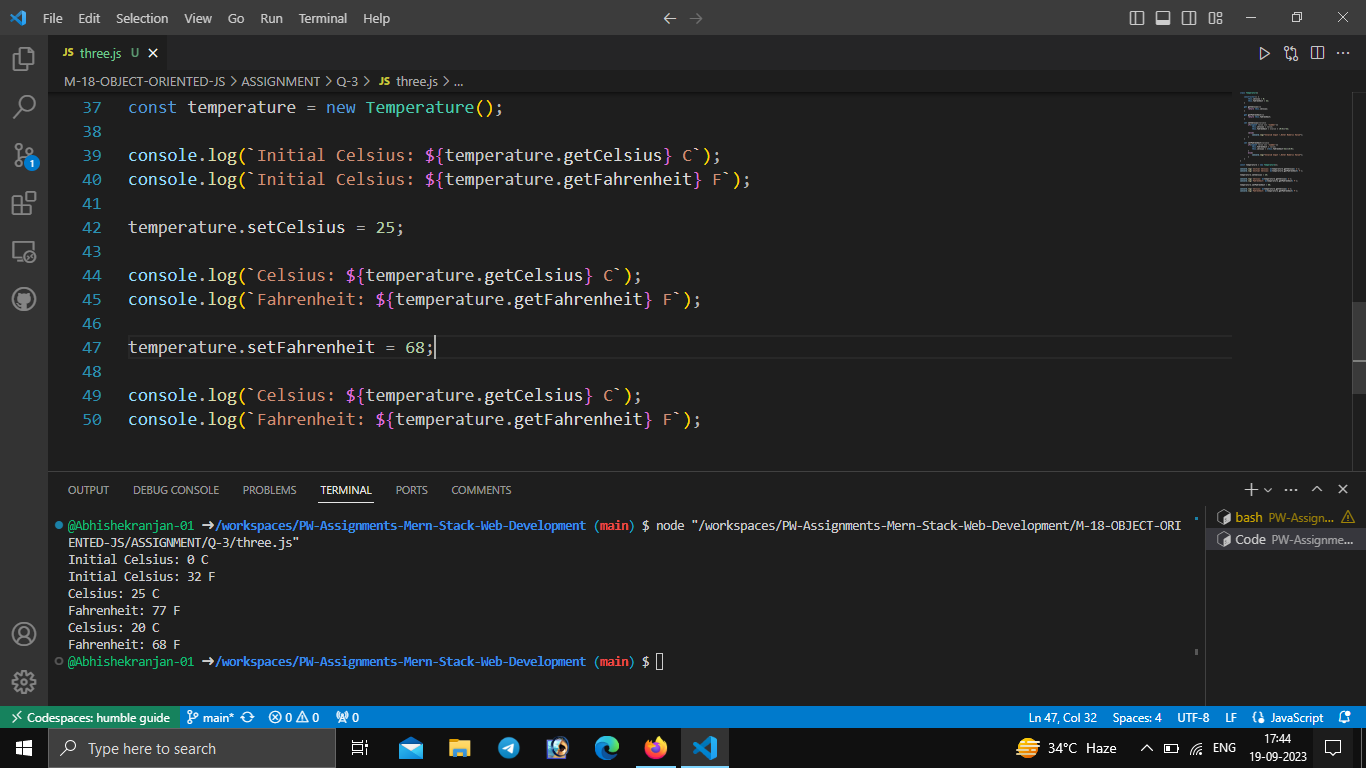 File Edit Selection View Go Run Terminal Help
JS three.js U
M-18-OBJECT-ORIENTED-JS > ASSIGNMENT > Q-3 > JS three.js > ...
37 const temperature = new Temperature();
38
39 console.log(`Initial Celsius: ${temperature.getCelsius} C`);
40 console.log(`Initial Celsius: ${temperature.getFahrenheit} F`);
41
42 temperature.setCelsius = 25;
43
44 console.log(`Celsius: ${temperature.getCelsius} C`);
45 console.log(`Fahrenheit: ${temperature.getFahrenheit} F`);
46
47 temperature.setFahrenheit = 68;
48
49 console.log(`Celsius: ${temperature.getCelsius} C`);
50 console.log(`Fahrenheit: ${temperature.getFahrenheit} F`);
1
OUTPUT DEBUG CONSOLE PROBLEMS TERMINAL PORTS COMMENTS
@Abhishekranjan-01 ➜/workspaces/PW-Assignments-Mern-Stack-Web-Development (main) $ node "/workspaces/PW-Assignments-Mern-Stack-Web-Development/M-18-OBJECT-ORI
ENTED-JS/ASSIGNMENT/Q-3/three.js"
Initial Celsius: 0 C
Initial Celsius: 32 F
Celsius: 25 C
Fahrenheit: 77 F
Celsius: 20 C
Fahrenheit: 68 F
@Abhishekranjan-01 ➜/workspaces/PW-Assignments-Mern-Stack-Web-Development (main) $
bash PW-Assign...
Code PW-Assignme...
Codespaces: humble guide main* 0 0 0 Ln 47, Col 32 Spaces: 4 UTF-8 LF JavaScript
Type here to search 34°C Haze ENG 17:44
19-09-2023